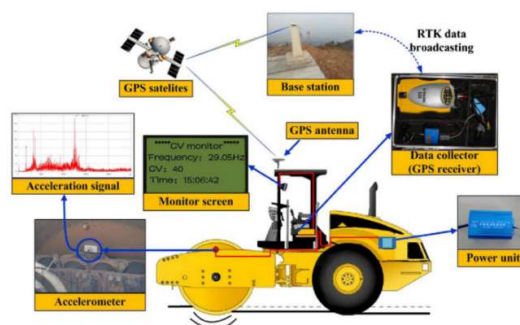 RTK data
broadcasting
GPS satelites
Base station
GPS antenna
Data collector
(GPS receiver)
*****CV monitor*****
Frequency: 29.05Hz
CV: 40
Time: 15:06:42
Acceleration signal
Monitor screen
Accelerometer
Power unit